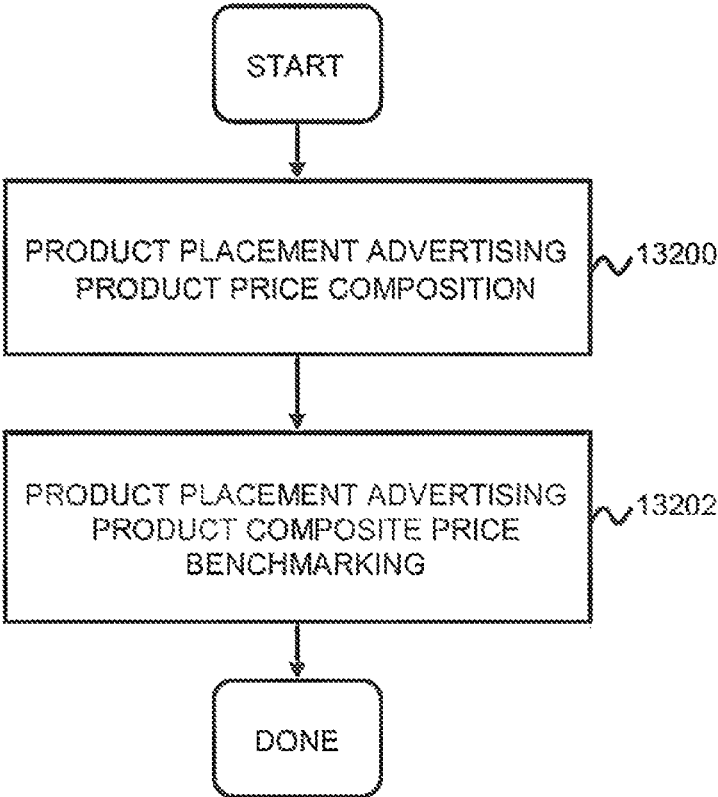 START
PRODUCT PLACEMENT ADVERTISING
PRODUCT PRICE COMPOSITION
13200
PRODUCT PLACEMENT ADVERTISING
PRODUCT COMPOSITE PRICE
BENCHMARKING
13202
DONE